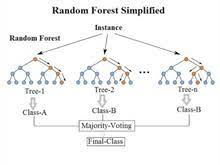 Random Forest Simplified
Instance
Random Forest
...
Tree-1 Tree-2 Tree-n
Class-A Class-B Class-B
Majority-Voting
Final-Class